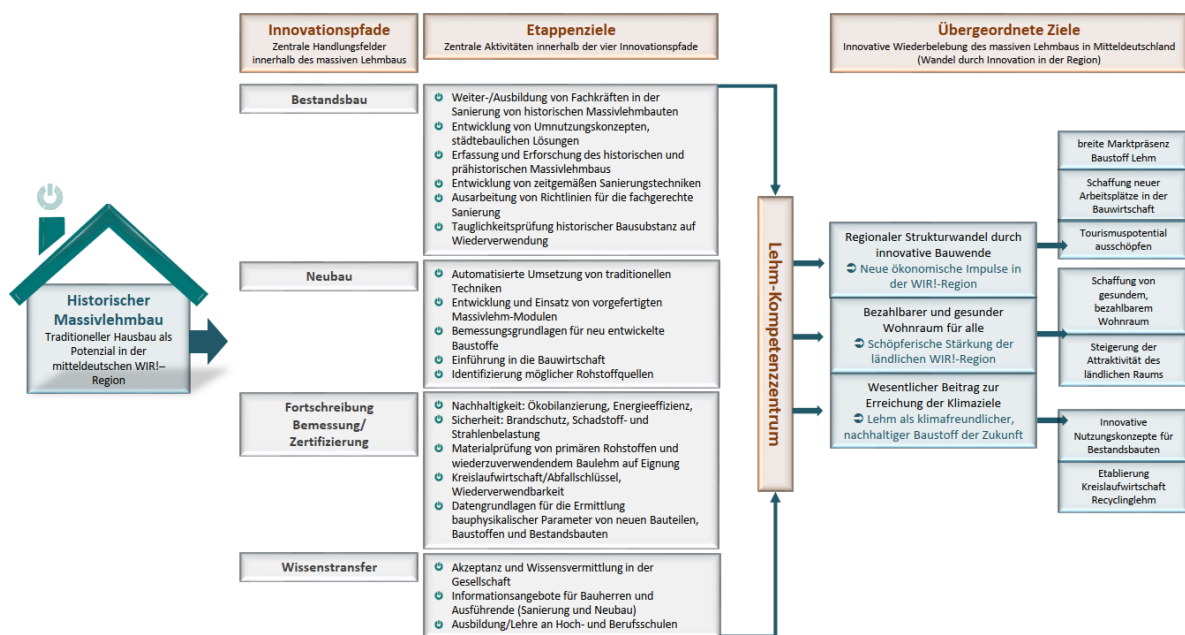 Innovationspfade
Zentrale Handlungsfelder
innerhalb des massiven Lehmbaus
Etappenziele
Zentrale Aktivitäten innerhalb der vier Innovationspfade
Übergeordnete Ziele
Innovative Wiederbelebung des massiven Lehmbaus in Mitteldeutschland
(Wandel durch Innovation in der Region)
Historischer
Massivlehmbau
Traditioneller Hausbau als
Potenzial in der
mitteldeutschen WIR!–
Region
Bestandsbau
Weiter-/Ausbildung von Fachkräften in der
Sanierung von historischen Massivlehmbauten
Entwicklung von Umnutzungskonzepten,
städtebaulichen Lösungen
Erfassung und Erforschung des historischen und
prähistorischen Massivlehmbaus
Entwicklung von zeitgemäßen Sanierungstechniken
Ausarbeitung von Richtlinien für die fachgerechte
Sanierung
Tauglichkeitsprüfung historischer Bausubstanz auf
Wiederverwendung
Neubau
Automatisierte Umsetzung von traditionellen
Techniken
Entwicklung und Einsatz von vorgefertigten
Massivlehm-Modulen
Bemessungsgrundlagen für neu entwickelte
Baustoffe
Einführung in die Bauwirtschaft
Identifizierung möglicher Rohstoffquellen
Fortschreibung
Bemessung/
Zertifizierung
Nachhaltigkeit: Ökobilanzierung, Energieeffizienz,
Sicherheit: Brandschutz, Schadstoff- und
Strahlenbelastung
Materialprüfung von primären Rohstoffen und
wiederzuverwendendem Baulehm auf Eignung
Kreislaufwirtschaft/Abfallschlüssel,
Wiederverwendbarkeit
Datengrundlagen für die Ermittlung
bauphysikalischer Parameter von neuen Bauteilen,
Baustoffen und Bestandsbauten
Wissenstransfer
Akzeptanz und Wissensvermittlung in der
Gesellschaft
Informationsangebote für Bauherren und
Ausführende (Sanierung und Neubau)
Ausbildung/Lehre an Hoch- und Berufsschulen
Lehm-Kompetenzzentrum
Regionaler Strukturwandel durch
innovative Bauwende
Neue ökonomische Impulse in
der WIR!-Region
Bezahlbarer und gesunder
Wohnraum für alle
Schöpferische Stärkung der
ländlichen WIR!-Region
Wesentlicher Beitrag zur
Erreichung der Klimaziele
Lehm als klimafreundlicher,
nachhaltiger Baustoff der Zukunft
breite Marktpräsenz
Baustoff Lehm
Schaffung neuer
Arbeitsplätze in der
Bauwirtschaft
Tourismuspotential
ausschöpfen
Schaffung von
gesundem,
bezahlbarem
Wohnraum
Steigerung der
Attraktivität des
ländlichen Raums
Innovative
Nutzungskonzepte für
Bestandsbauten
Etablierung
Kreislaufwirtschaft
Recyclinglehm